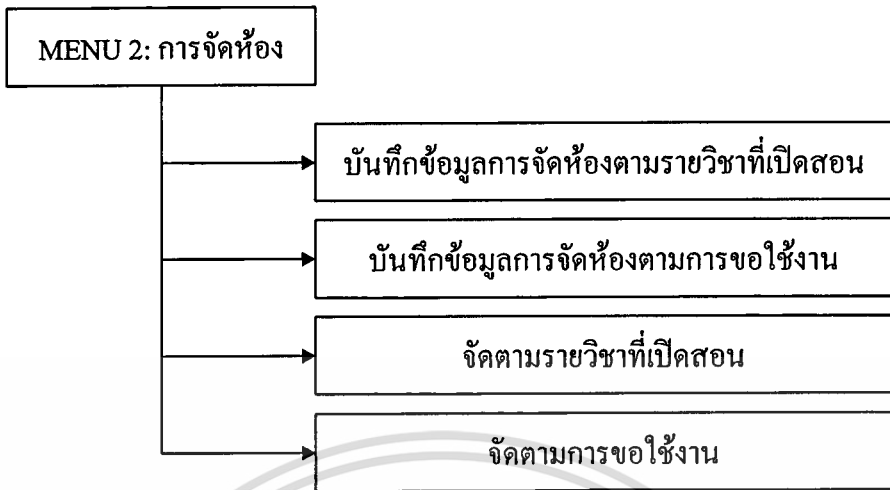 MENU 2: การจัดห้อง
บันทึกข้อมูลการจัดห้องตามรายวิชาที่เปิดสอน
บันทึกข้อมูลการจัดห้องตามการขอใช้งาน
จัดตามรายวิชาที่เปิดสอน
จัดตามการขอใช้งาน